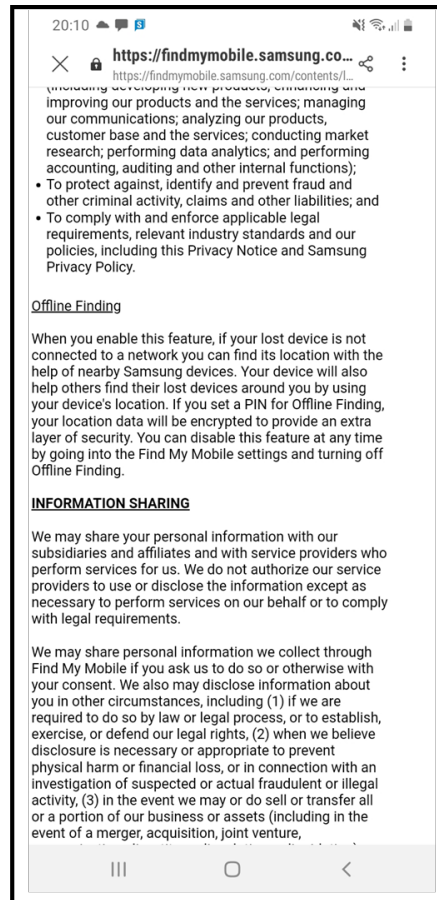 20:10
https://findmymobile.samsung.co...
https://findmymobile.samsung.com/contents/l...
(including developing new products, enhancing and
improving our products and the services; managing
our communications; analyzing our products,
customer base and the services; conducting market
research; performing data analytics; and performing
accounting, auditing and other internal functions);
• To protect against, identify and prevent fraud and
other criminal activity, claims and other liabilities; and
• To comply with and enforce applicable legal
requirements, relevant industry standards and our
policies, including this Privacy Notice and Samsung
Privacy Policy.
Offline Finding
When you enable this feature, if your lost device is not
connected to a network you can find its location with the
help of nearby Samsung devices. Your device will also
help others find their lost devices around you by using
your device's location. If you set a PIN for Offline Finding,
your location data will be encrypted to provide an extra
layer of security. You can disable this feature at any time
by going into the Find My Mobile settings and turning off
Offline Finding.
INFORMATION SHARING
We may share your personal information with our
subsidiaries and affiliates and with service providers who
perform services for us. We do not authorize our service
providers to use or disclose the information except as
necessary to perform services on our behalf or to comply
with legal requirements.
We may share personal information we collect through
Find My Mobile if you ask us to do so or otherwise with
your consent. We also may disclose information about
you in other circumstances, including (1) if we are
required to do so by law or legal process, or to establish,
exercise, or defend our legal rights, (2) when we believe
disclosure is necessary or appropriate to prevent
physical harm or financial loss, or in connection with an
investigation of suspected or actual fraudulent or illegal
activity, (3) in the event we may or do sell or transfer all
or a portion of our business or assets (including in the
event of a merger, acquisition, joint venture,